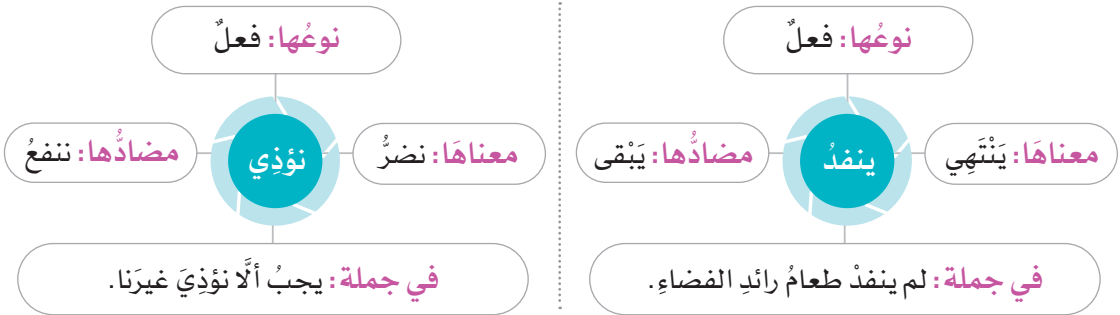 نوعُها: فعلٌ
ينفدُ
معناهَا: يَنْتَهِي
مضادُّها: يَبْقى
في جملة: لم ينفدْ طعامُ رائدِ الفضاءِ.
نوعُها: فعلٌ
نؤذِي
معناهَا: نضرُّ
مضادُّها: ننفعُ
في جملة: يجبُ ألَّا نؤذِيَ غيرَنا.